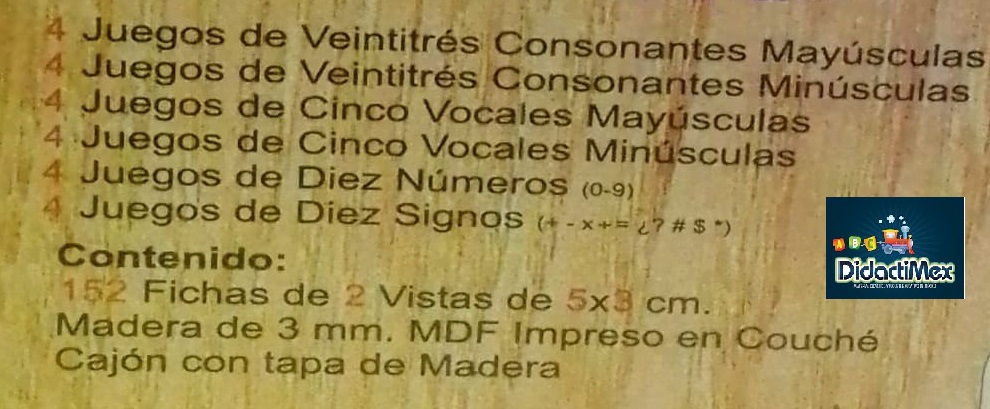 4 Juegos de Veintitrés Consonantes Mayúsculas
4 Juegos de Veintitrés Consonantes Minúsculas
4 Juegos de Cinco Vocales Mayúsculas
4 Juegos de Cinco Vocales Minúsculas
4 Juegos de Diez Números (0-9)
4 Juegos de Diez Signos (+ - x ÷ = ¿ ? # $ *)
Contenido:
152 Fichas de 2 Vistas de 5x3 cm.
Madera de 3 mm. MDF Impreso en Couché
Cajón con tapa de Madera
A B C
DidactiMex